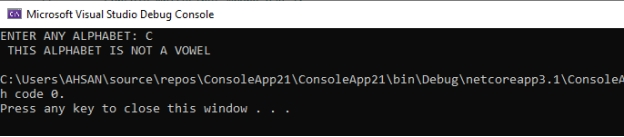 Microsoft Visual Studio Debug Console
ENTER ANY ALPHABET: C
THIS ALPHABET IS NOT A VOWEL
C:\Users\AHSAN\source\repos\ConsoleApp21\ConsoleApp21\bin\Debug\netcoreapp3.1\ConsoleA
h code 0.
Press any key to close this window . . .